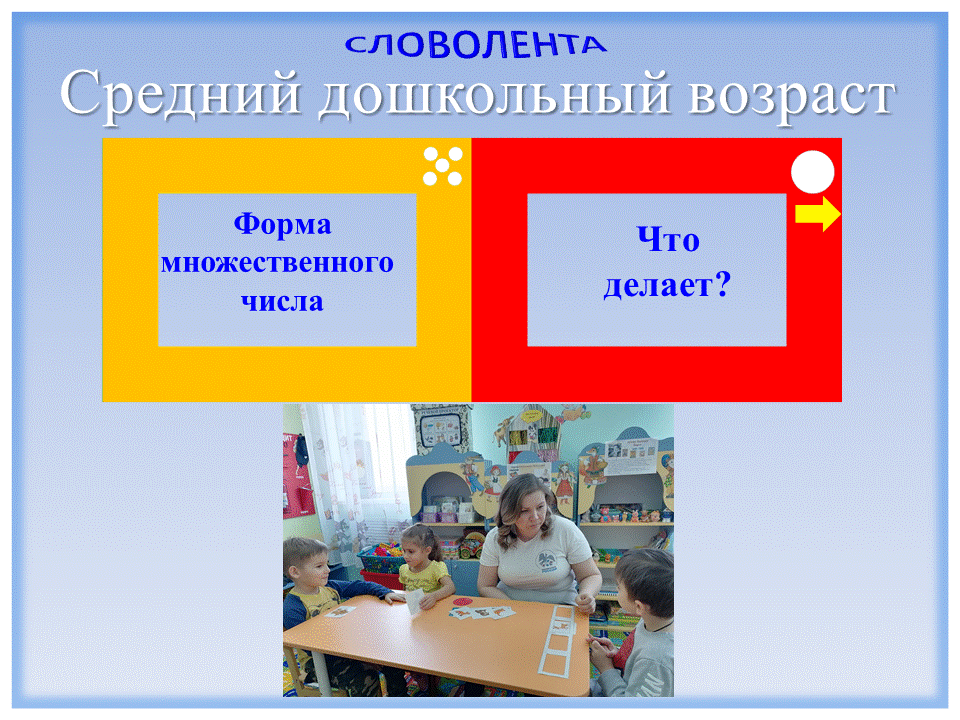 СЛОВОЛЕНТА
Средний дошкольный возраст
Форма
множественного
числа
Что
делает?